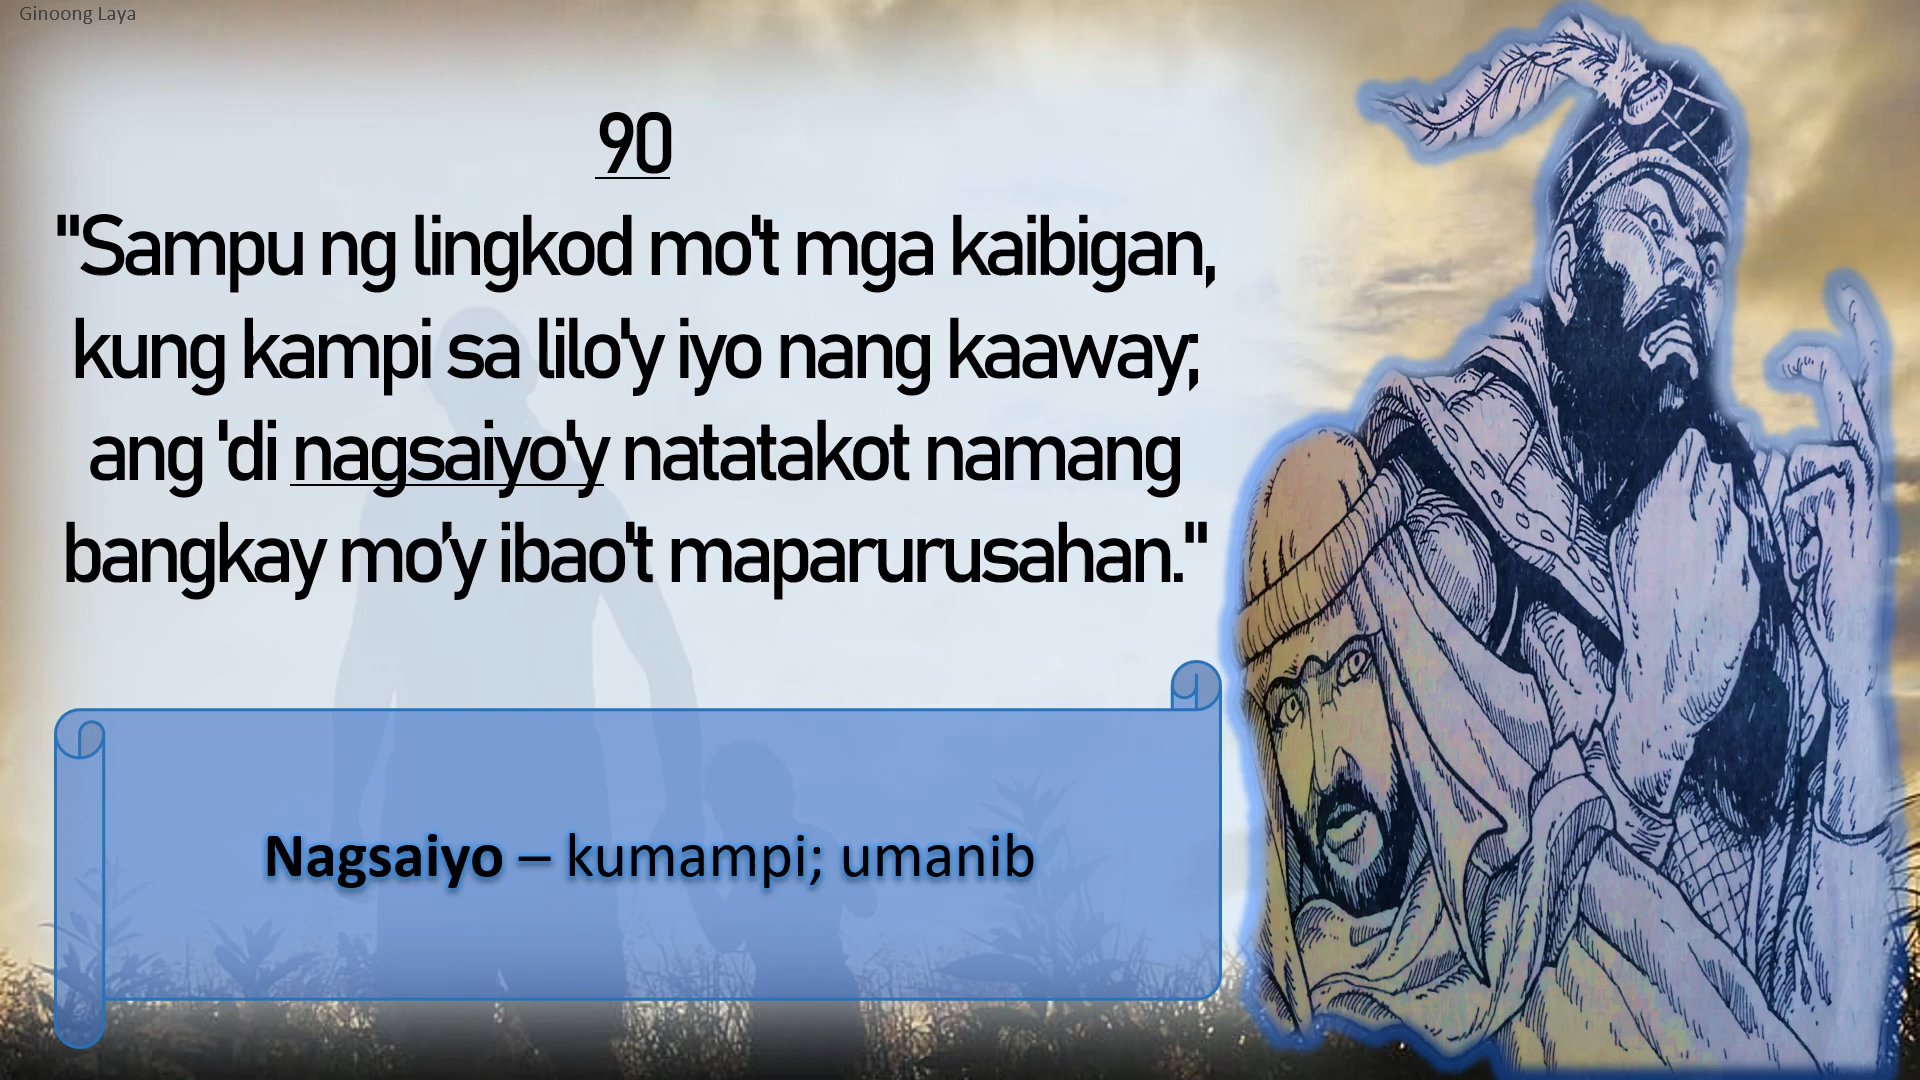 Ginoong Laya
90
"Sampu ng lingkod mo't mga kaibigan,
kung kampi sa lilo'y iyo nang kaaway;
ang 'di nagsaiyo'y natatakot namang
bangkay mo’y ibao't maparurusahan."
Nagsaiyo – kumampi; umanib